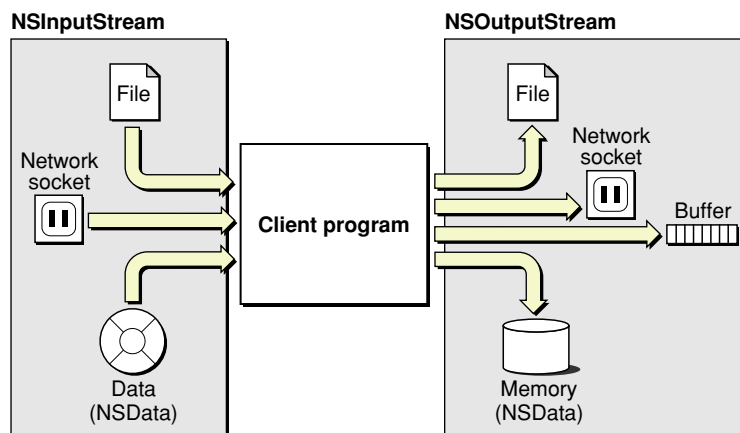 NSInputStream
File
Network
socket
Data
(NSData)
Client program
NSOutputStream
File
Network
socket
Buffer
Memory
(NSData)